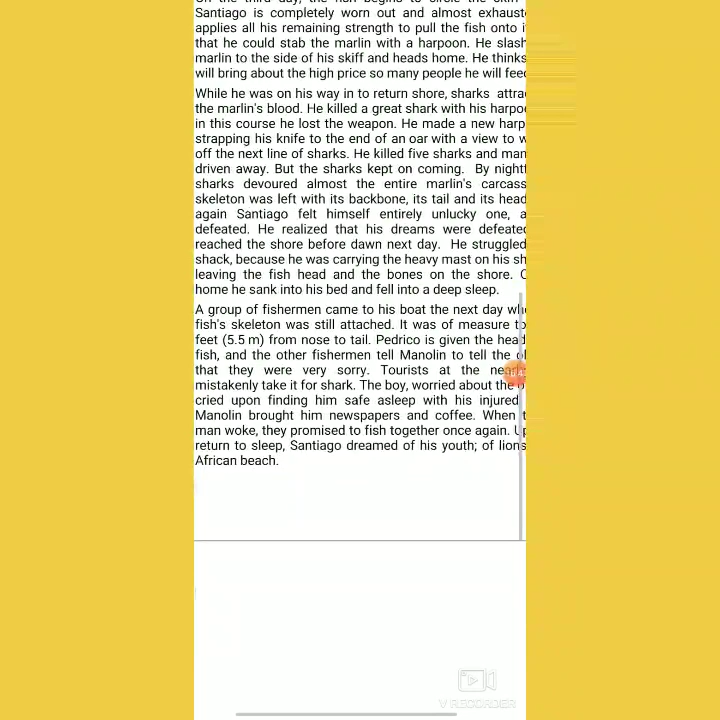 On the third day, the fish begins to circle the
Santiago is completely worn out and almost
applies all his remaining strength to pull the fish onto
that he could stab the marlin with a harpoon. He
marlin to the side of his skiff and heads home. He thinks
will bring about the high price so many people he will
While he was on his way in to return shore, sharks
the marlin's blood. He killed a great shark with his
in this course he lost the weapon. He made a new
strapping his knife to the end of an oar with a view to
off the next line of sharks. He killed five sharks and
driven away. But the sharks kept on coming. By
sharks devoured almost the entire marlin's
skeleton was left with its backbone, its tail and its
again Santiago felt himself entirely unlucky one,
defeated. He realized that his dreams were
reached the shore before dawn next day. He struggled
shack, because he was carrying the heavy mast on his
leaving the fish head and the bones on the shore.
home he sank into his bed and fell into a deep sleep.
A group of fishermen came to his boat the next day
fish's skeleton was still attached. It was of measure
feet (5.5 m) from nose to tail. Pedrico is given the head
fish, and the other fishermen tell Manolin to tell the
that they were very sorry. Tourists at the
mistakenly take it for shark. The boy, worried about the
cried upon finding him safe asleep with his injured
Manolin brought him newspapers and coffee. When
man woke, they promised to fish together once again.
return to sleep, Santiago dreamed of his youth; of lions
African beach.
V RECORDER